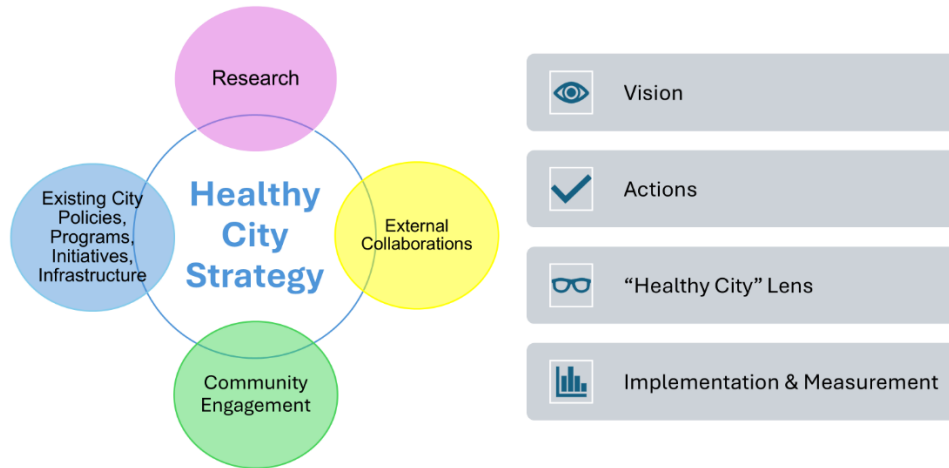 Research
Existing City
Policies,
Programs,
Initiatives,
Infrastructure
Healthy
City
Strategy
External
Collaborations
Community
Engagement
Vision
Actions
“Healthy City” Lens
Implementation & Measurement